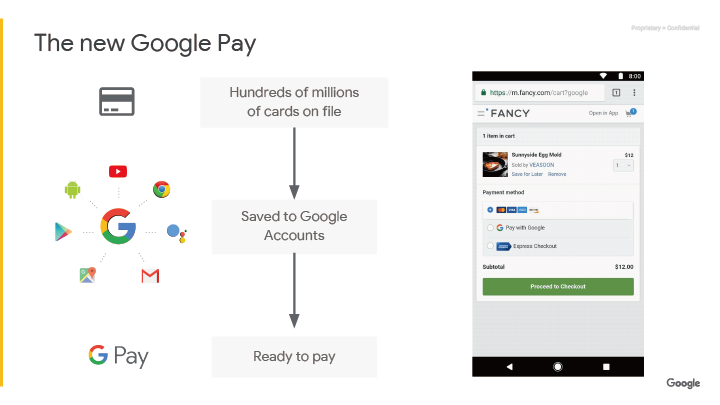 Proprietary + Confidential
The new Google Pay
Hundreds of millions
of cards on file
Saved to Google
Accounts
G Pay
Ready to pay
8:00
https://m.fancy.com/cart?google
1
FANCY
Open in App
1
1 item in cart
Sunnyside Egg Mold
$12
Sold by VEASOON
1
Save for Later Remove
Payment method
VISA
Pay with Google
Express Checkout
Subtotal
$12.00
Proceed to Checkout
Google